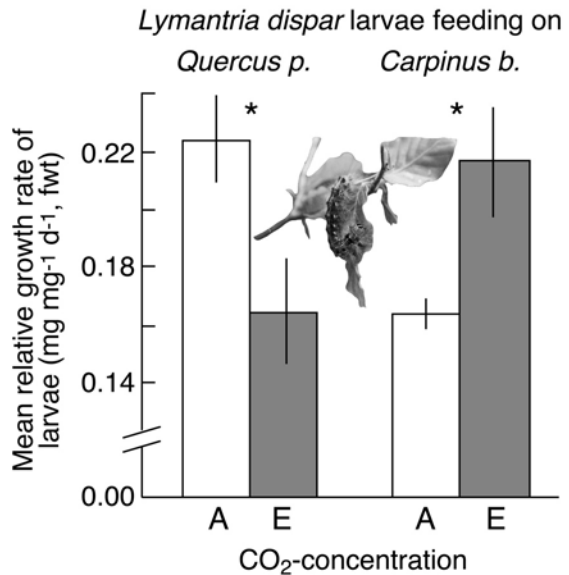 Lymantria dispar larvae feeding on
Quercus p. Carpinus b.
Mean relative growth rate of
larvae (mg mg⁻¹ d⁻¹, fwt)
0.22
0.18
0.14
0.00
* *
A E A E
CO₂-concentration